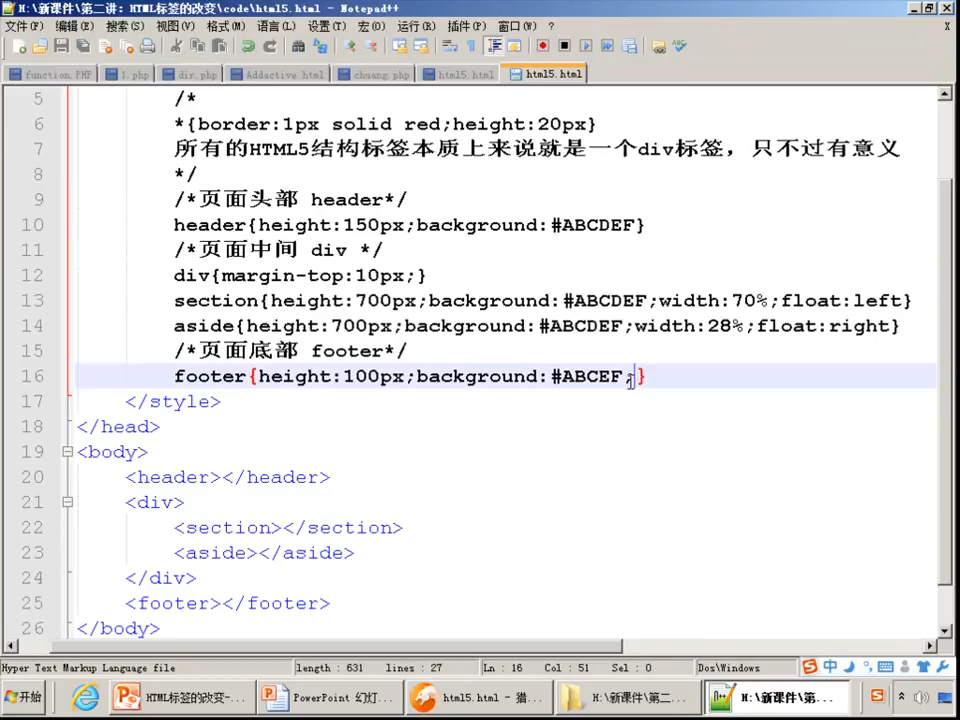 H:\新课件\第二讲：HTML标签的改变\code\html5.html - Notepad++
文件(F) 编辑(E) 搜索(S) 视图(V) 格式(M) 语言(L) 设置(T) 宏(O) 运行(R) 插件(P) 窗口(W) ? X
function.PHP 1.php dir.php Addactive.html chuang.php html5.html html5.html
5 /*
6 *{border:1px solid red;height:20px}
7 所有的HTML5结构标签本质上来说就是一个div标签，只不过有意义
8 */
9 /*页面头部 header*/
10 header{height:150px;background:#ABCDEF}
11 /*页面中间 div */
12 div{margin-top:10px;}
13 section{height:700px;background:#ABCDEF;width:70%;float:left}
14 aside{height:700px;background:#ABCDEF;width:28%;float:right}
15 /*页面底部 footer*/
16 footer{height:100px;background:#ABCEF;}
17 </style>
18 </head>
19 <body>
20 <header></header>
21 <div>
22 <section></section>
23 <aside></aside>
24 </div>
25 <footer></footer>
26 </body>
Hyper Text Markup Language file length : 631 lines : 27 Ln : 16 Col : 51 Sel : 0 Dos\Windows 中
开始 HTML标签的改变-... PowerPoint 幻灯... html5.html - 猎... H:\新课件\第二... H:\新课件\第...